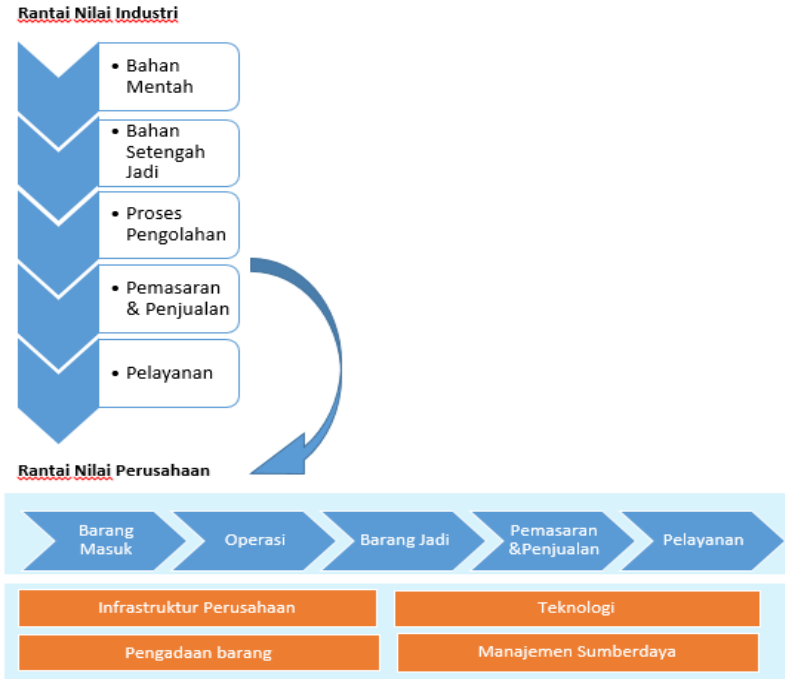 Rantai Nilai Industri
• Bahan
Mentah
• Bahan
Setengah
Jadi
• Proses
Pengolahan
• Pemasaran
& Penjualan
• Pelayanan
Rantai Nilai Perusahaan
Barang
Masuk
Operasi
Barang Jadi
Pemasaran
&Penjualan
Pelayanan
Infrastruktur Perusahaan
Teknologi
Pengadaan barang
Manajemen Sumberdaya